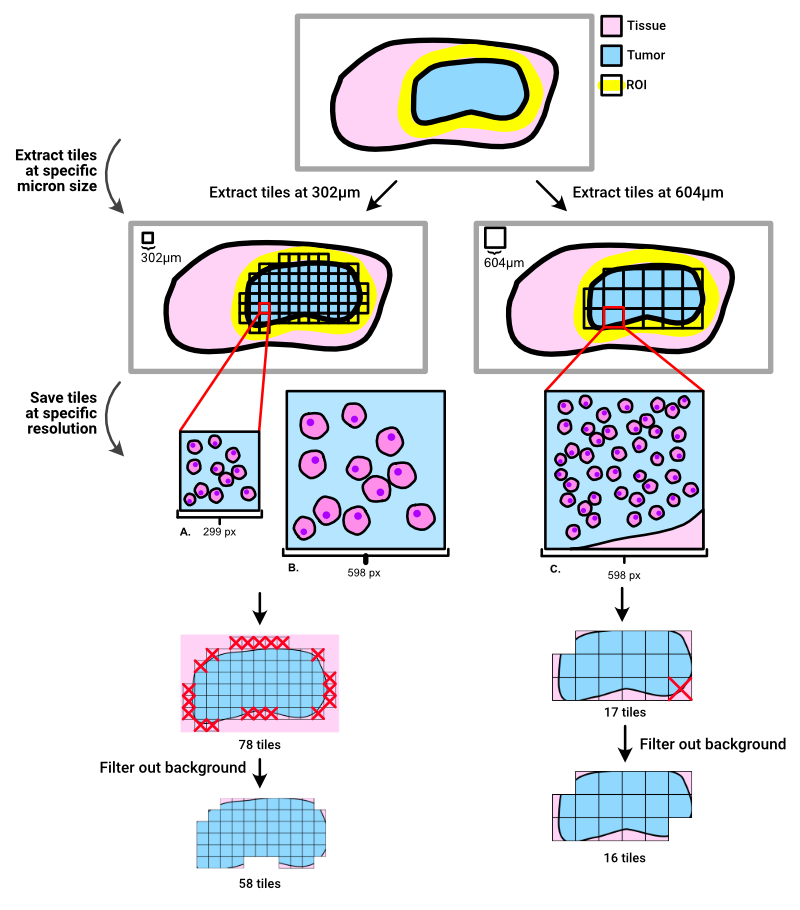 Tissue
Tumor
ROI
Extract tiles
at specific
micron size
Extract tiles at 302μm
Extract tiles at 604μm
302μm
604μm
Save tiles
at specific
resolution
A. 299 px
B. 598 px
C. 598 px
17 tiles
78 tiles
Filter out background
Filter out background
16 tiles
58 tiles